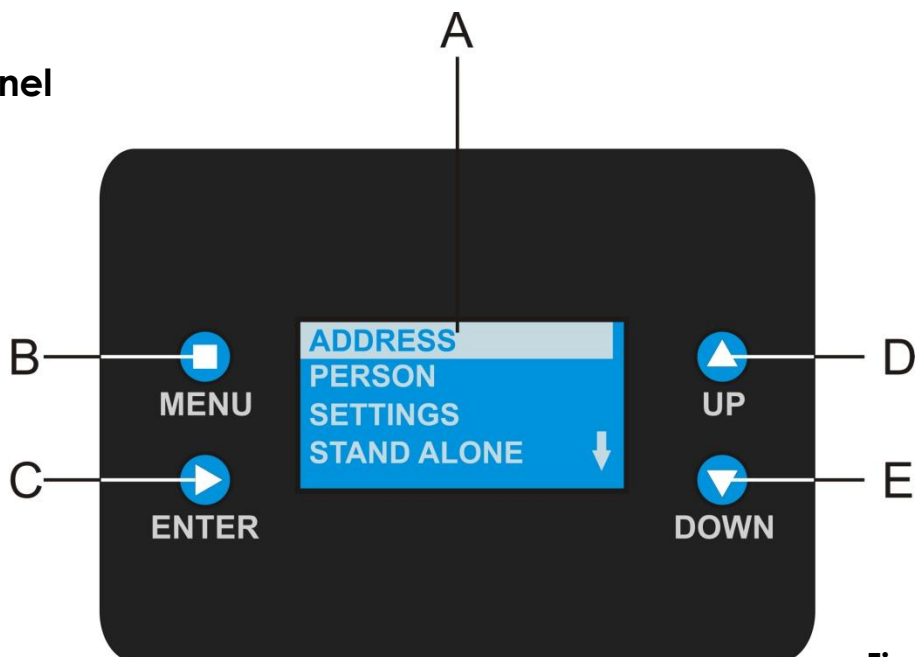 A
nel
ADDRESS
PERSON
SETTINGS
STAND ALONE
B
MENU
UP
D
C
ENTER
DOWN
E